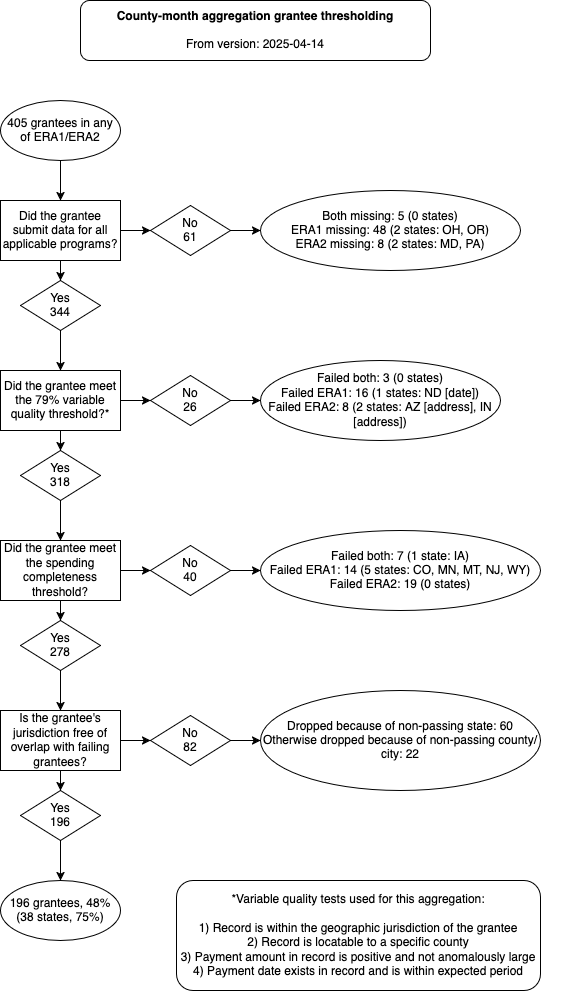 County-month aggregation grantee thresholding
From version: 2025-04-14
405 grantees in any
of ERA1/ERA2
Did the grantee
submit data for all
applicable programs?
No
61
Both missing: 5 (0 states)
ERA1 missing: 48 (2 states: OH, OR)
ERA2 missing: 8 (2 states: MD, PA)
Yes
344
Did the grantee meet
the 79% variable
quality threshold?*
No
26
Failed both: 3 (0 states)
Failed ERA1: 16 (1 states: ND [date])
Failed ERA2: 8 (2 states: AZ [address], IN
[address])
Yes
318
Did the grantee meet
the spending
completeness
threshold?
No
40
Failed both: 7 (1 state: IA)
Failed ERA1: 14 (5 states: CO, MN, MT, NJ, WY)
Failed ERA2: 19 (0 states)
Yes
278
Is the grantee's
jurisdiction free of
overlap with failing
grantees?
No
82
Dropped because of non-passing state: 60
Otherwise dropped because of non-passing county/
city: 22
Yes
196
196 grantees, 48%
(38 states, 75%)
*Variable quality tests used for this aggregation:
1) Record is within the geographic jurisdiction of the grantee
2) Record is locatable to a specific county
3) Payment amount in record is positive and not anomalously large
4) Payment date exists in record and is within expected period